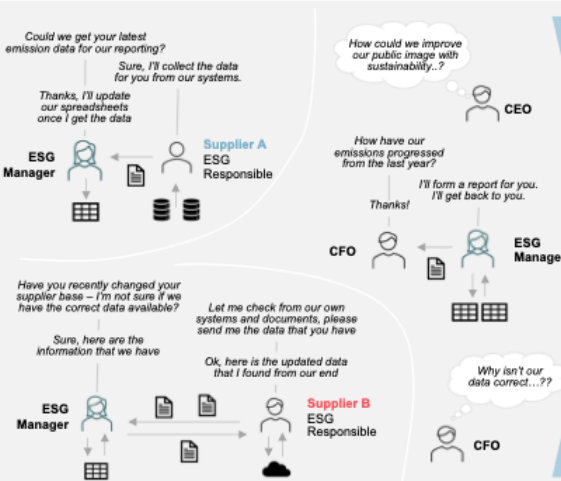 Could we get your latest
emission data for our reporting?
Sure, I'll collect the data
for you from our systems.
Thanks, I'll update
our spreadsheets
once I get the data
ESG
Manager
Supplier A
ESG
Responsible
How could we improve
our public image with
sustainability..?
CEO
How have our
emissions progressed
from the last year?
I'll form a report for you.
I'll get back to you.
Thanks!
CFO
ESG
Manage
Have you recently changed your
supplier base – I'm not sure if we
have the correct data available?
Let me check from our own
systems and documents, please
send me the data that you have
Sure, here are the
information that we have
Ok, here is the updated data
that I found from our end
ESG
Manager
Supplier B
ESG
Responsible
Why isn't our
data correct…??
CFO